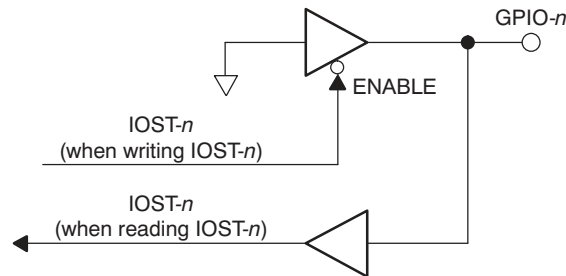 GPIO-n
ENABLE
IOST-n
(when writing IOST-n)
IOST-n
(when reading IOST-n)